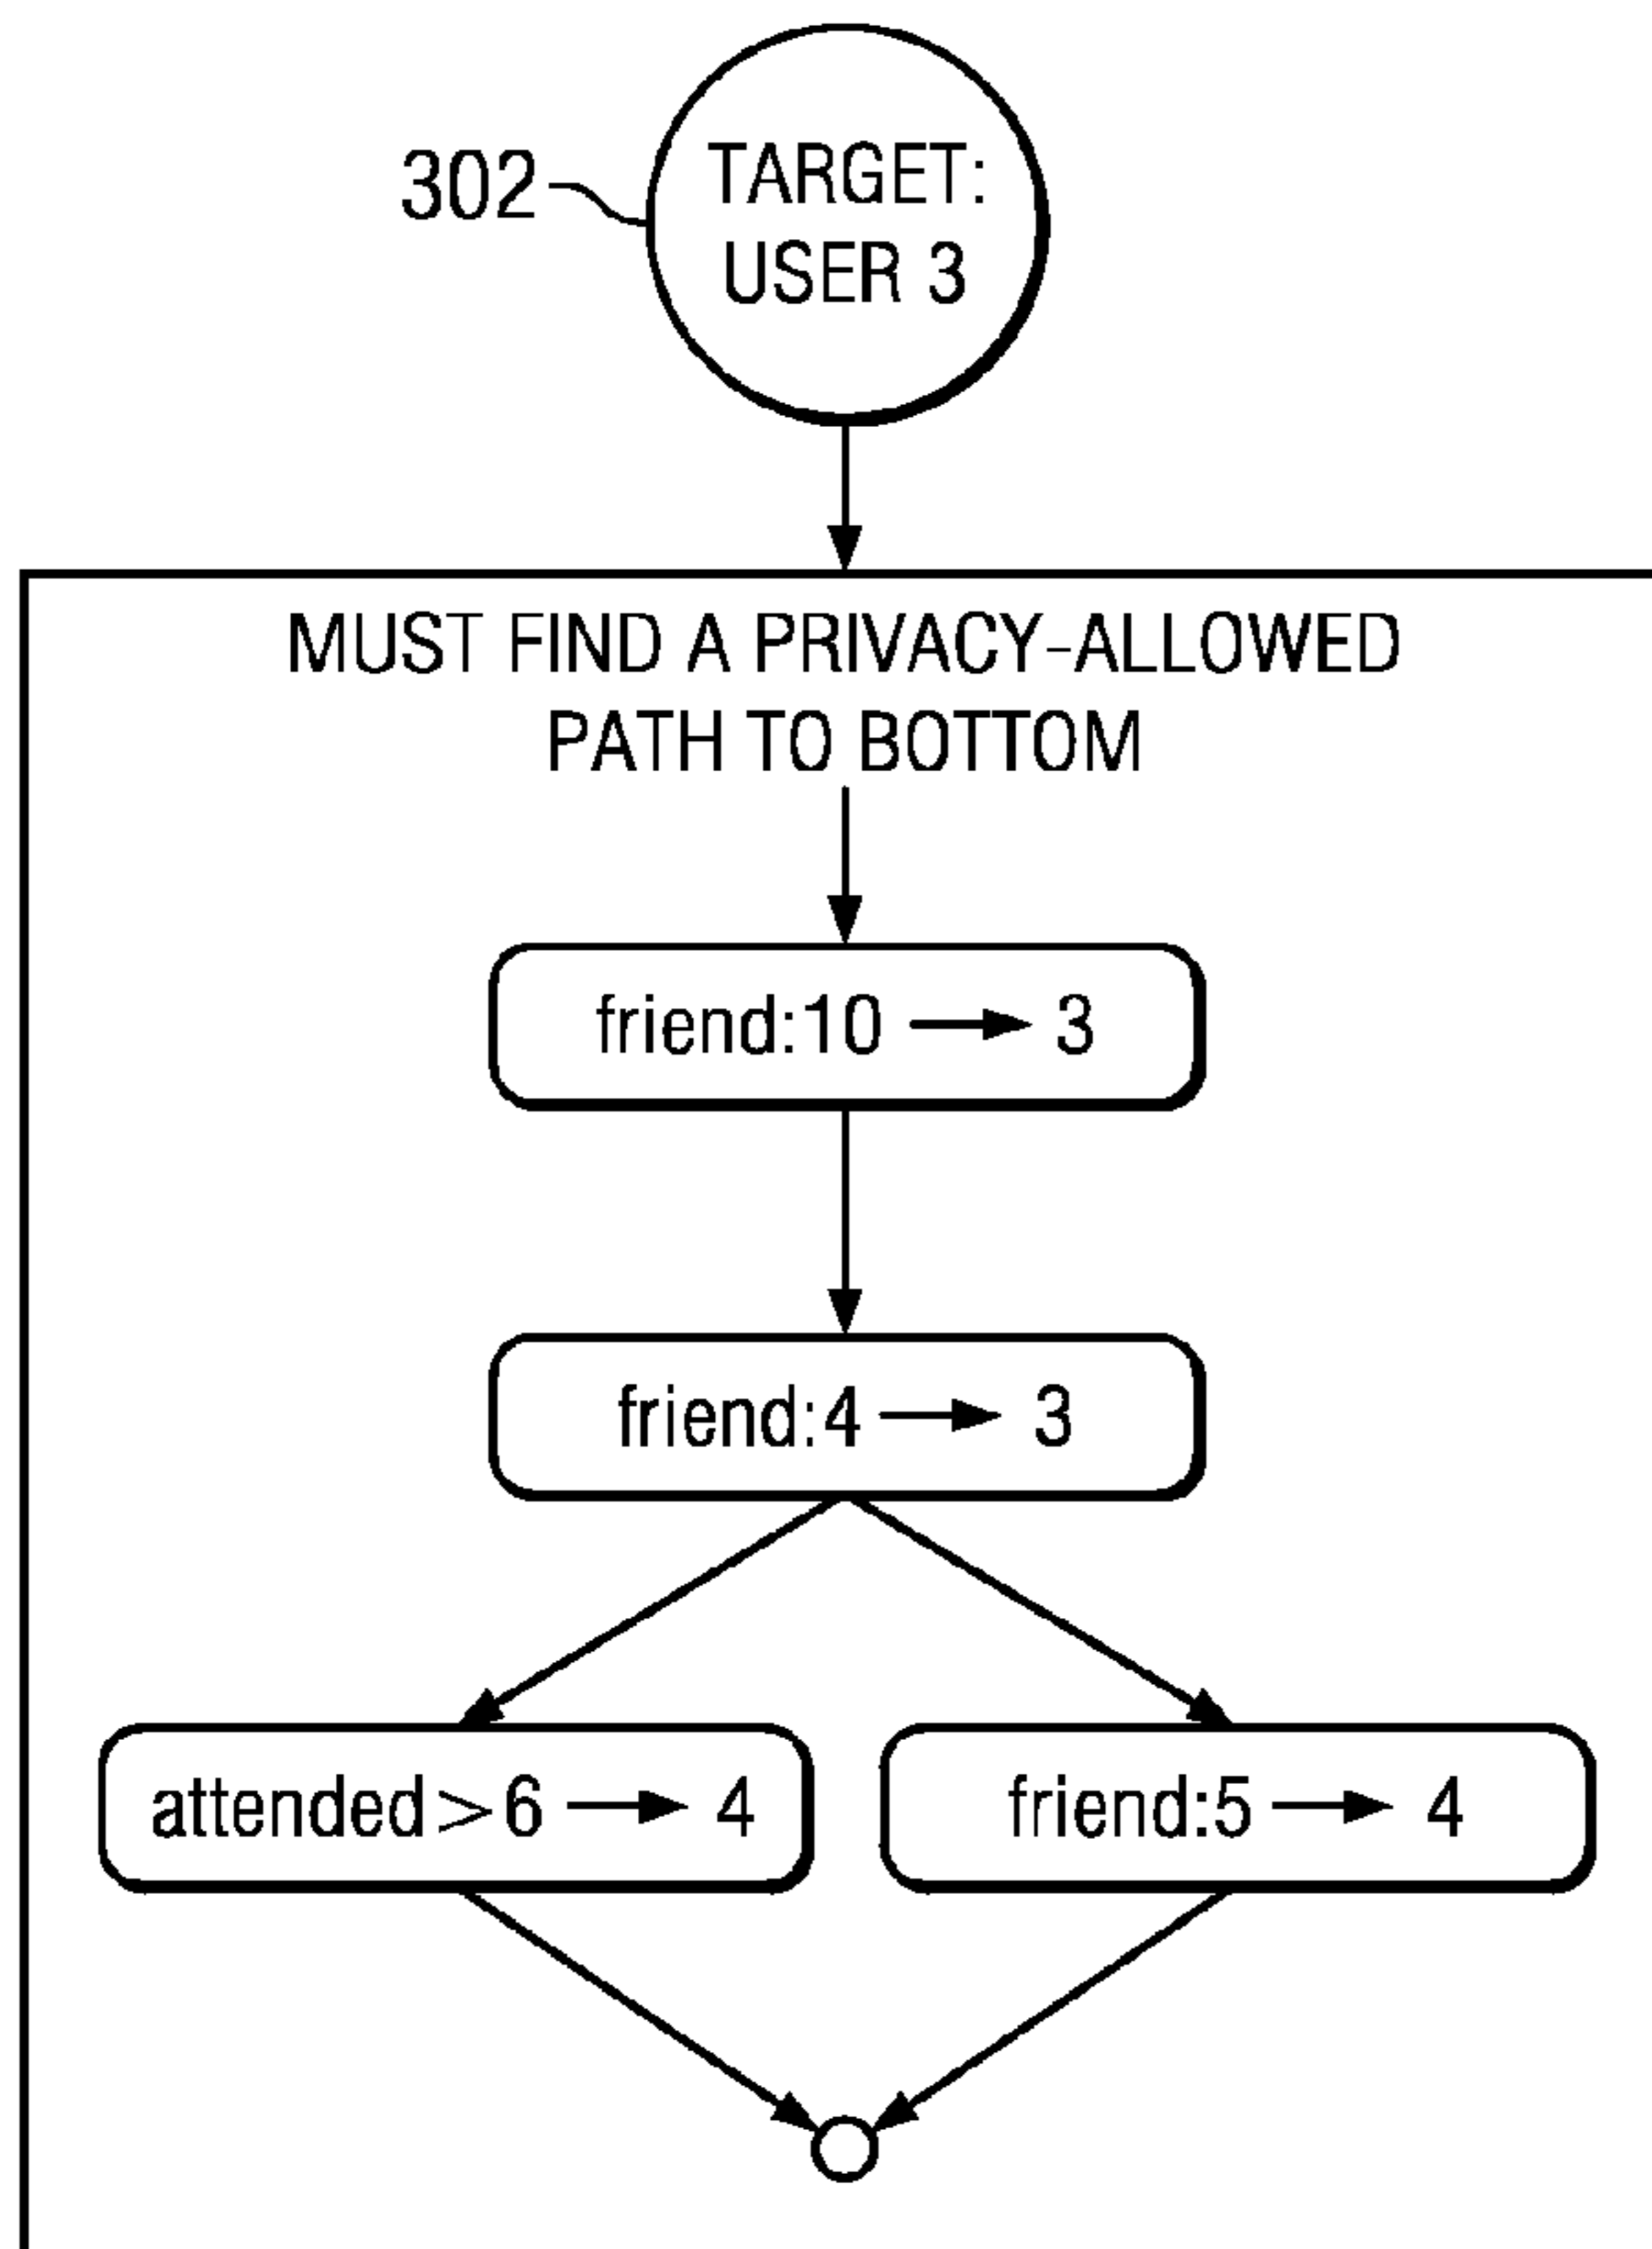 302
TARGET:
USER 3
MUST FIND A PRIVACY-ALLOWED
PATH TO BOTTOM
friend:10 → 3
friend:4 → 3
attended>6 → 4
friend:5 → 4